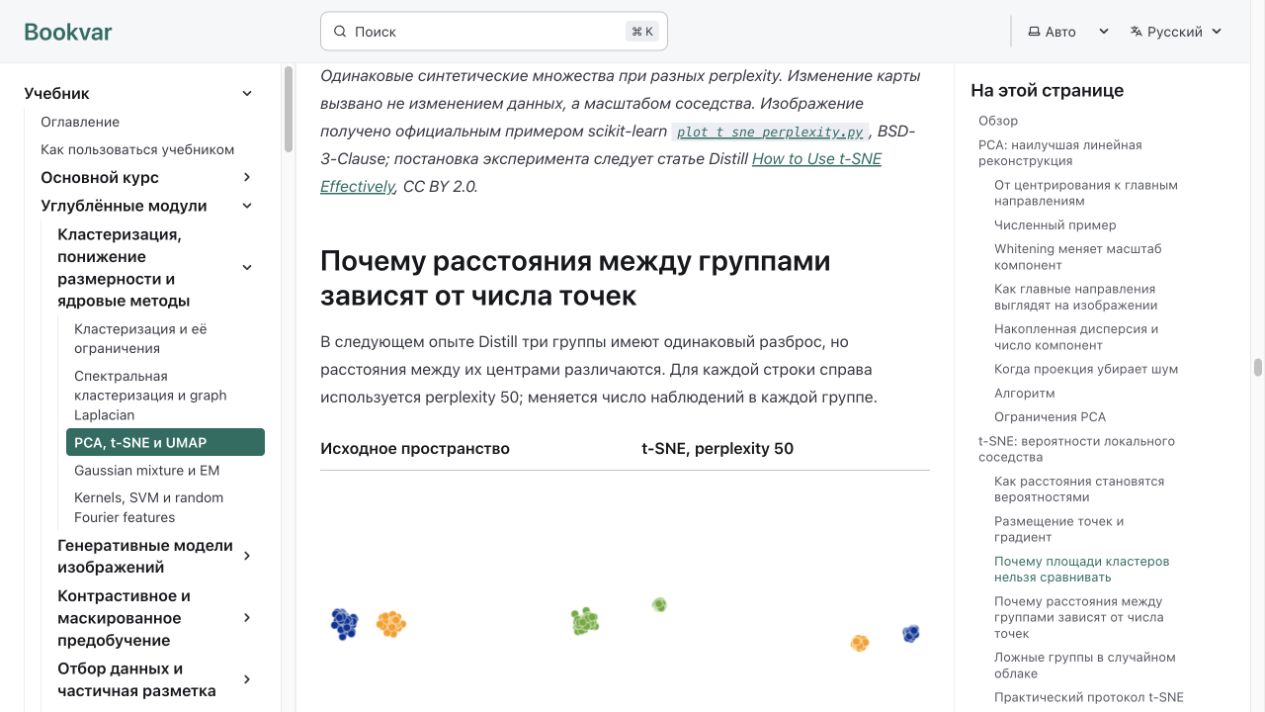 Bookvar
Поиск
⌘ K
Авто
Русский
Учебник
Оглавление
Как пользоваться учебником
Основной курс
Углублённые модули
Кластеризация,
понижение
размерности и
ядровые методы
Кластеризация и её
ограничения
Спектральная
кластеризация и graph
Laplacian
PCA, t-SNE и UMAP
Gaussian mixture и EM
Kernels, SVM и random
Fourier features
Генеративные модели
изображений
Контрастивное и
маскированное
предобучение
Отбор данных и
частичная разметка
Одинаковые синтетические множества при разных perplexity. Изменение карты
вызвано не изменением данных, а масштабом соседства. Изображение
получено официальным примером scikit-learn plot_t_sne_perplexity.py, BSD-
3-Clause; постановка эксперимента следует статье Distill How to Use t-SNE
Effectively, CC BY 2.0.
Почему расстояния между группами
зависят от числа точек
В следующем опыте Distill три группы имеют одинаковый разброс, но
расстояния между их центрами различаются. Для каждой строки справа
используется perplexity 50; меняется число наблюдений в каждой группе.
Исходное пространство
t-SNE, perplexity 50
На этой странице
Обзор
PCA: наилучшая линейная
реконструкция
От центрирования к главным
направлениям
Численный пример
Whitening меняет масштаб
компонент
Как главные направления
выглядят на изображении
Накопленная дисперсия и
число компонент
Когда проекция убирает шум
Алгоритм
Ограничения PCA
t-SNE: вероятности локального
соседства
Как расстояния становятся
вероятностями
Размещение точек и
градиент
Почему площади кластеров
нельзя сравнивать
Почему расстояния между
группами зависят от числа
точек
Ложные группы в случайном
облаке
Практический протокол t-SNE